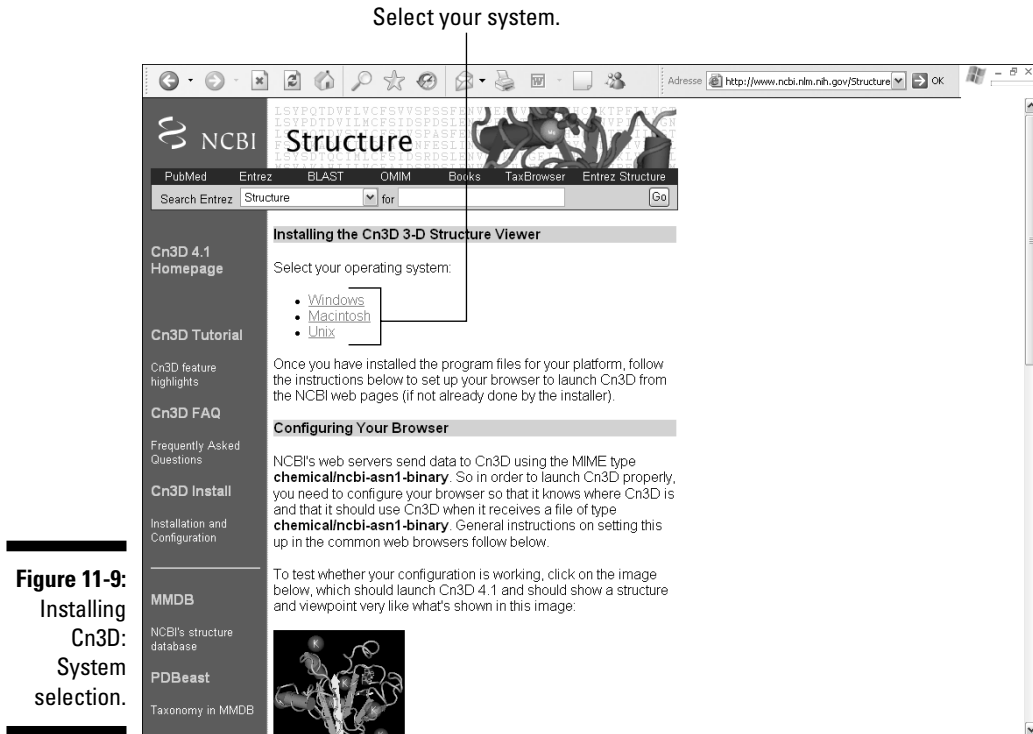 Select your system.
Adresse http://www.ncbi.nlm.nih.gov/Structure OK
NCBI
Structure
PubMed Entrez BLAST OMIM Books TaxBrowser Entrez Structure
Search Entrez Structure for Go
Cn3D 4.1
Homepage
Cn3D Tutorial
Cn3D feature
highlights
Cn3D FAQ
Frequently Asked
Questions
Cn3D Install
Installation and
Configuration
MMDB
NCBI's structure
database
PDBeast
Taxonomy in MMDB
Installing the Cn3D 3-D Structure Viewer
Select your operating system:
• Windows
• Macintosh
• Unix
Once you have installed the program files for your platform, follow
the instructions below to set up your browser to launch Cn3D from
the NCBI web pages (if not already done by the installer).
Configuring Your Browser
NCBI's web servers send data to Cn3D using the MIME type
chemical/ncbi-asn1-binary. So in order to launch Cn3D properly,
you need to configure your browser so that it knows where Cn3D is
and that it should use Cn3D when it receives a file of type
chemical/ncbi-asn1-binary. General instructions on setting this
up in the common web browsers follow below.
To test whether your configuration is working, click on the image
below, which should launch Cn3D 4.1 and should show a structure
and viewpoint very like what's shown in this image:
Figure 11-9:
Installing
Cn3D:
System
selection.